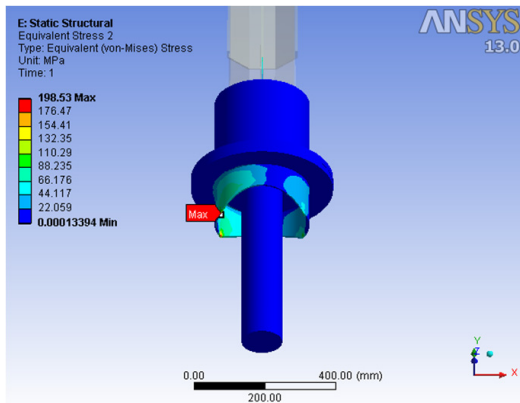 E: Static Structural
Equivalent Stress 2
Type: Equivalent (von-Mises) Stress
Unit: MPa
Time: 1
198.53 Max
176.47
154.41
132.35
110.29
88.235
66.176
44.117
22.059
0.00013394 Min
ANSYS
13.0
Max
0.00
400.00 (mm)
200.00
Y
Z
X